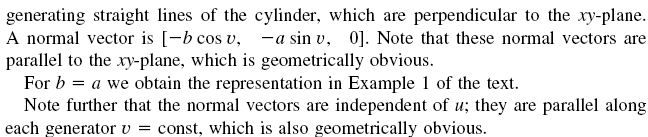 generating straight lines of the cylinder, which are perpendicular to the xy-plane.
A normal vector is [−b cos v, −a sin v, 0]. Note that these normal vectors are
parallel to the xy-plane, which is geometrically obvious.
For b = a we obtain the representation in Example 1 of the text.
Note further that the normal vectors are independent of u; they are parallel along
each generator v = const, which is also geometrically obvious.